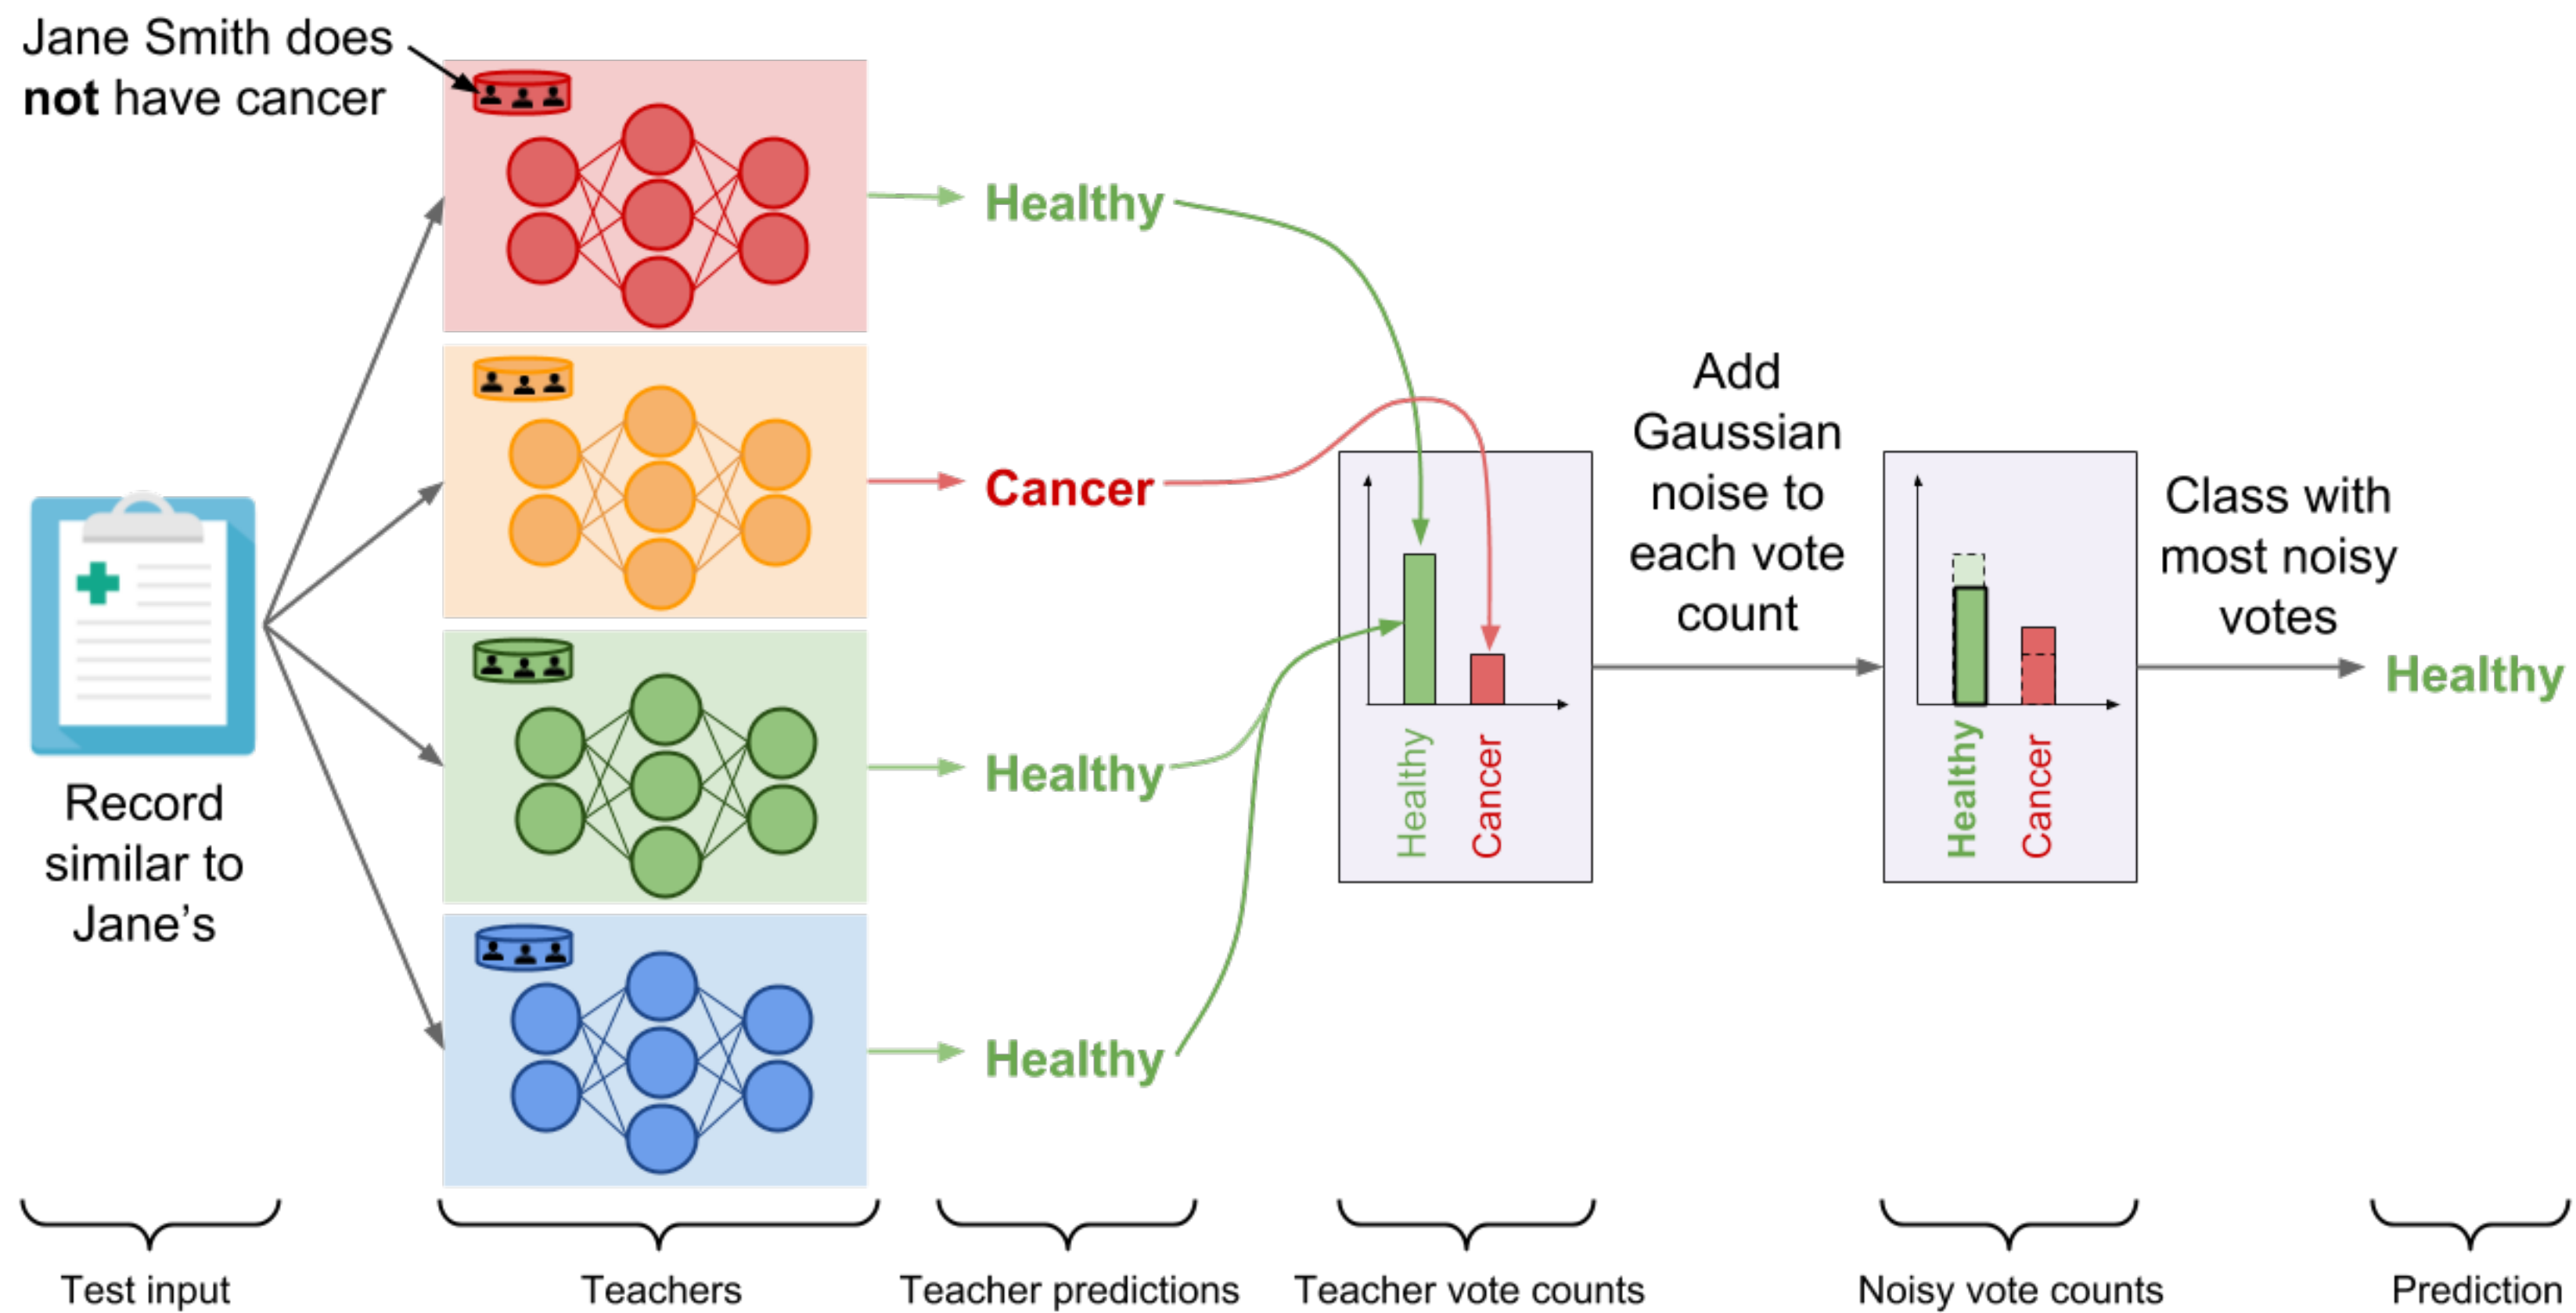 Jane Smith does
not have cancer
Record
similar to
Jane's
Healthy
Cancer
Healthy
Healthy
Healthy
Cancer
Add
Gaussian
noise to
each vote
count
Healthy
Cancer
Class with
most noisy
votes
Healthy
Test input
Teachers
Teacher predictions
Teacher vote counts
Noisy vote counts
Prediction